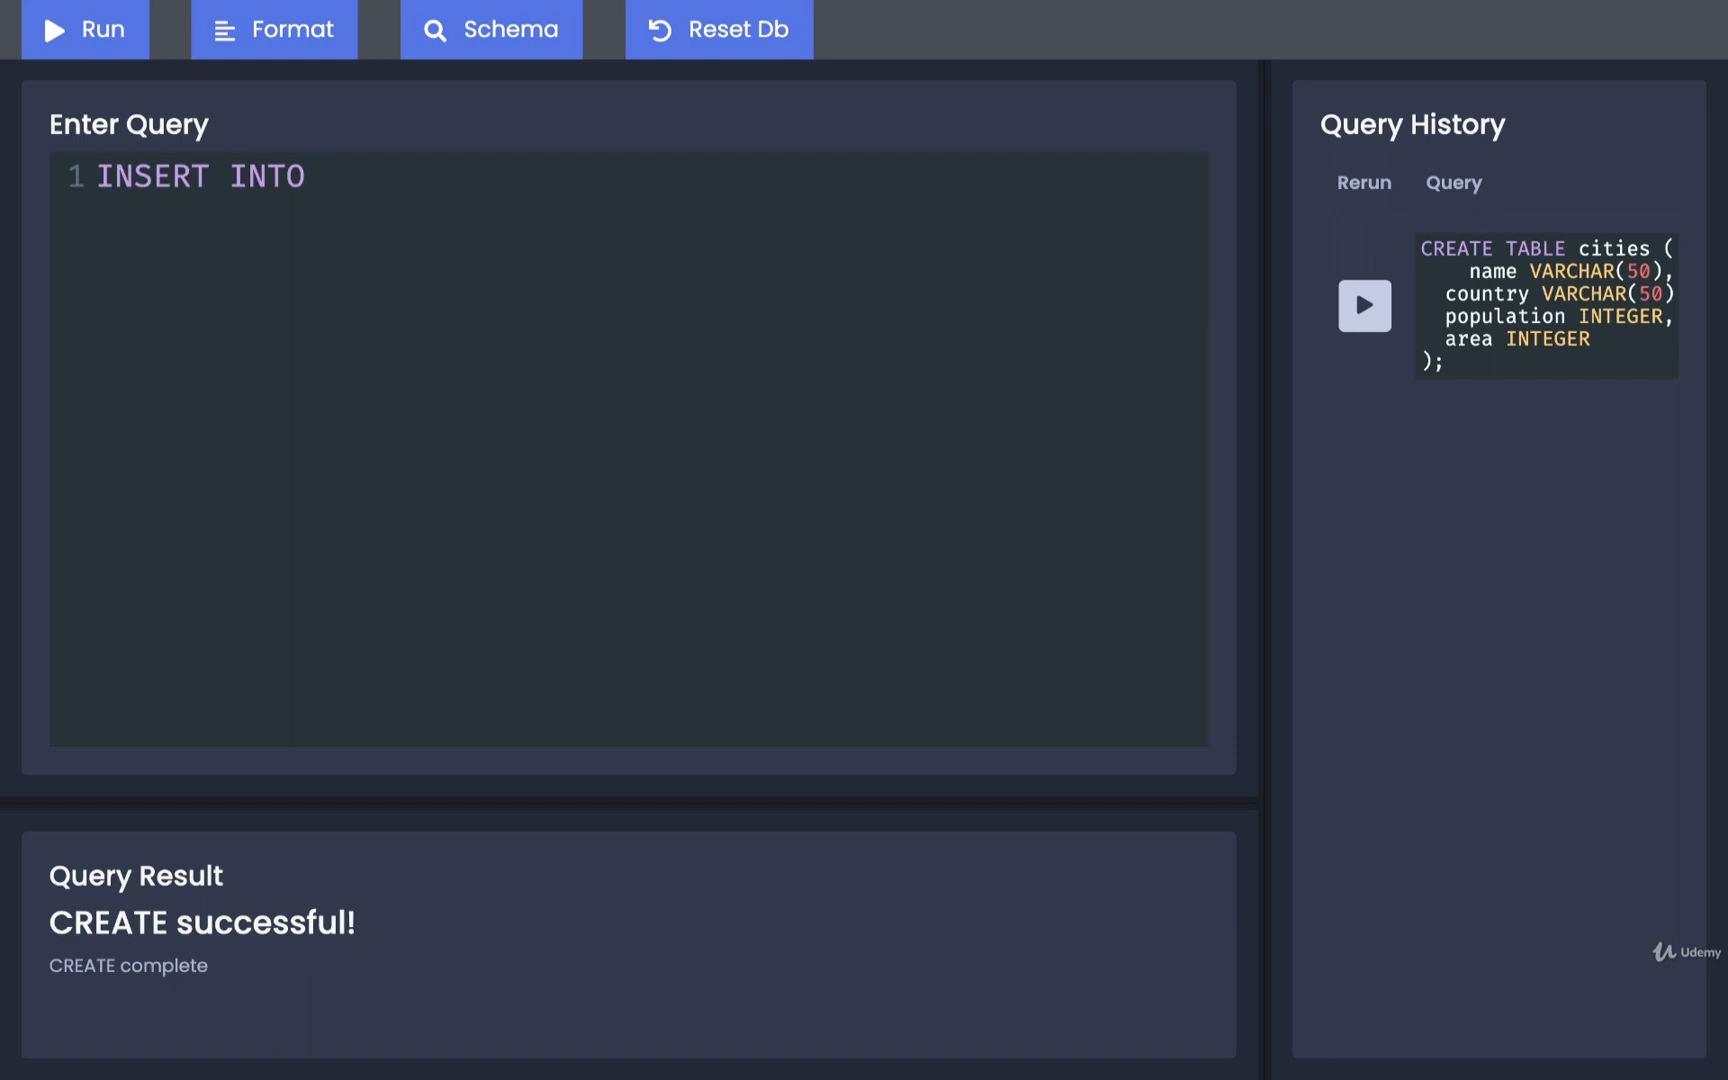 Run
Format
Schema
Reset Db
Enter Query
1 INSERT INTO
Query Result
CREATE successful!
CREATE complete
Query History
Rerun Query
CREATE TABLE cities (
name VARCHAR(50),
country VARCHAR(50)
population INTEGER,
area INTEGER
);
Udemy